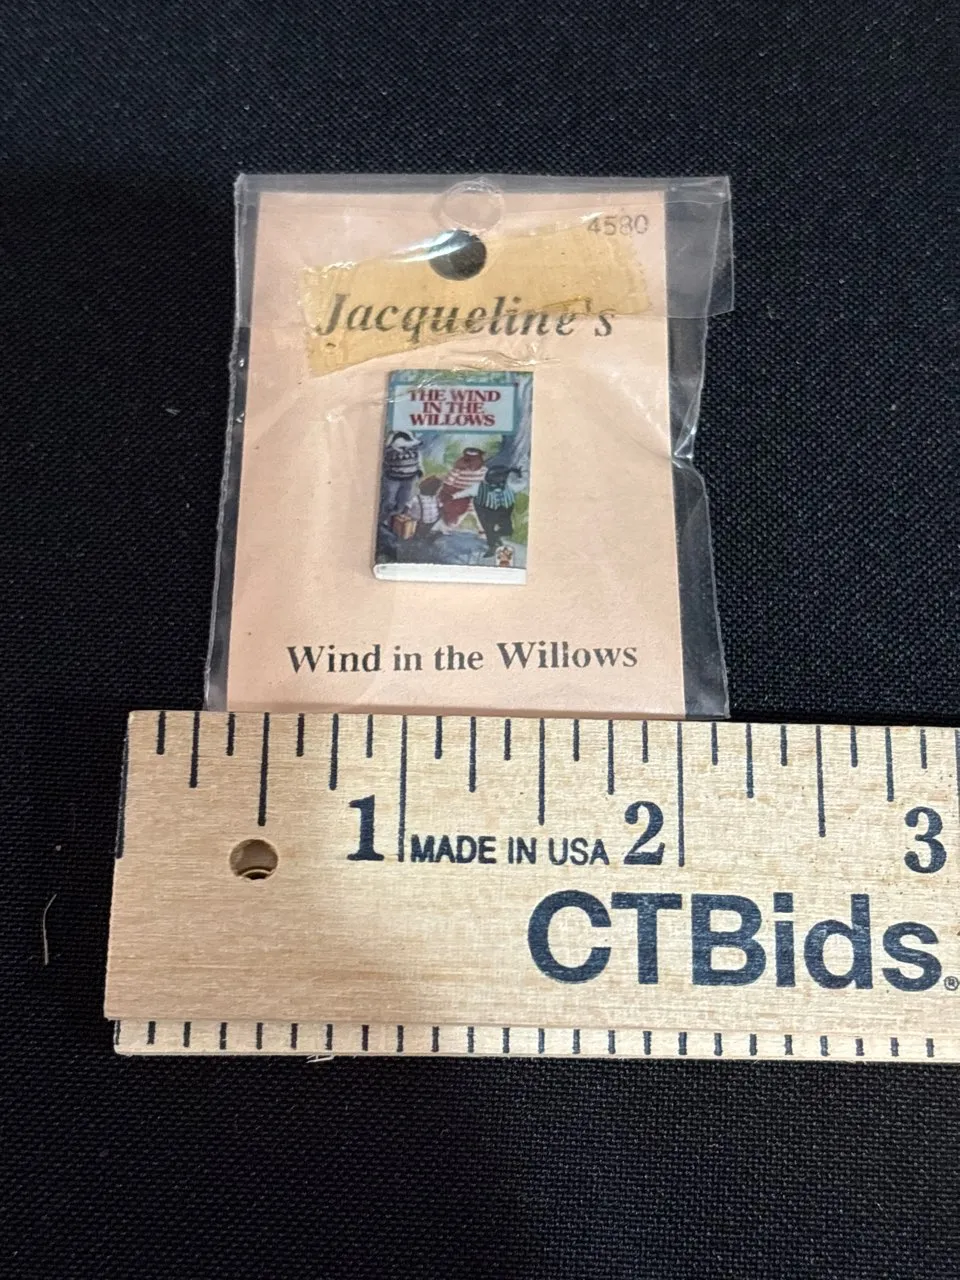 4580
Jacqueline's
THE WIND
IN THE
WILLOWS
Wind in the Willows
1 MADE IN USA 2 3
CTBids®